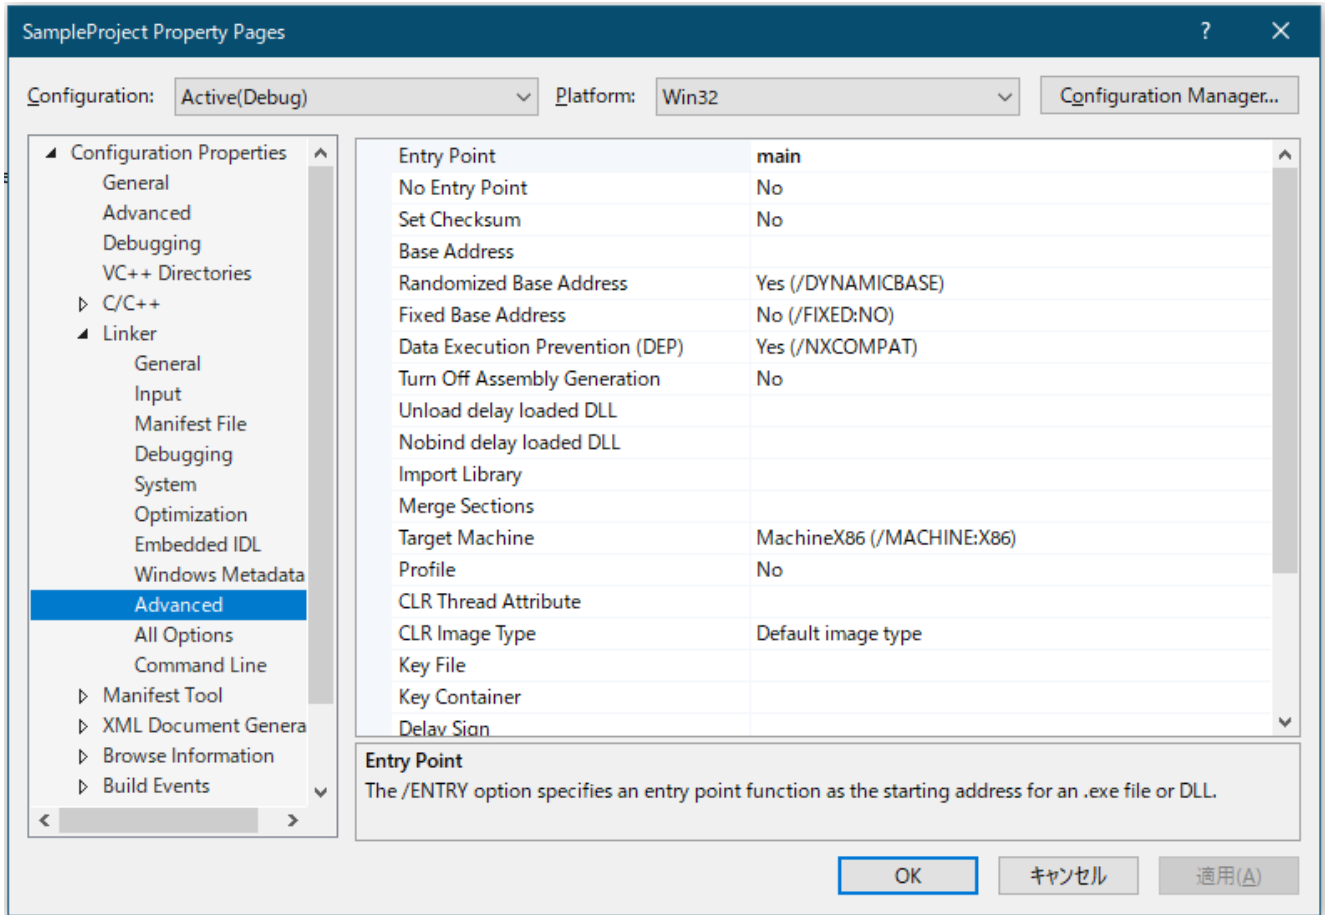 SampleProject Property Pages
Configuration: Active(Debug) Platform: Win32 Configuration Manager...
Configuration Properties
General
Advanced
Debugging
VC++ Directories
C/C++
Linker
General
Input
Manifest File
Debugging
System
Optimization
Embedded IDL
Windows Metadata
Advanced
All Options
Command Line
Manifest Tool
XML Document Genera
Browse Information
Build Events
Entry Point main
No Entry Point No
Set Checksum No
Base Address
Randomized Base Address Yes (/DYNAMICBASE)
Fixed Base Address No (/FIXED:NO)
Data Execution Prevention (DEP) Yes (/NXCOMPAT)
Turn Off Assembly Generation No
Unload delay loaded DLL
Nobind delay loaded DLL
Import Library
Merge Sections
Target Machine MachineX86 (/MACHINE:X86)
Profile No
CLR Thread Attribute
CLR Image Type Default image type
Key File
Key Container
Delay Sign
Entry Point
The /ENTRY option specifies an entry point function as the starting address for an .exe file or DLL.
OK キャンセル 適用(A)